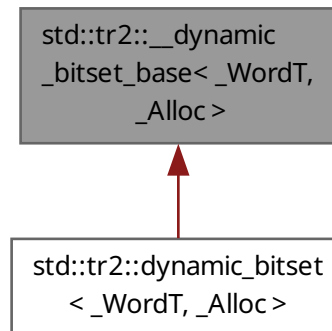 std::tr2::__dynamic
_bitset_base< _WordT,
_Alloc >
std::tr2::dynamic_bitset
< _WordT, _Alloc >